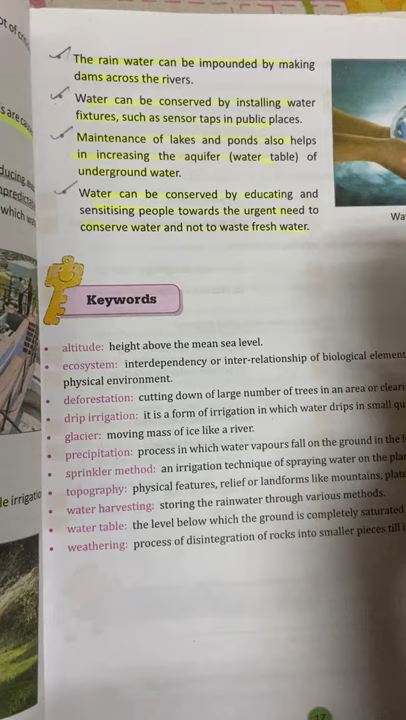 The rain water can be impounded by making
dams across the rivers.
Water can be conserved by installing water
fixtures, such as sensor taps in public places.
Maintenance of lakes and ponds also helps
in increasing the aquifer (water table) of
underground water.
Water can be conserved by educating and
sensitising people towards the urgent need to
conserve water and not to waste fresh water.
Keywords
• altitude: height above the mean sea level.
• ecosystem: interdependency or inter-relationship of biological element
physical environment.
• deforestation: cutting down of large number of trees in an area or
• drip irrigation: it is a form of irrigation in which water drips in small
• glacier: moving mass of ice like a river.
• precipitation: process in which water vapours fall on the ground in the
• sprinkler method: an irrigation technique of spraying water on the
• topography: physical features, relief or landforms like mountains,
• water harvesting: storing the rainwater through various methods.
• water table: the level below which the ground is completely saturated
• weathering: process of disintegration of rocks into smaller pieces till
17